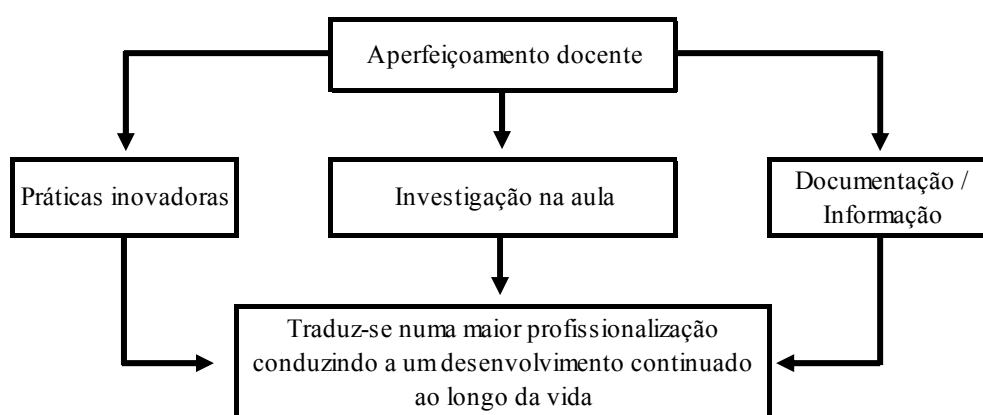 Aperfeiçoamento docente
Práticas inovadoras
Investigação na aula
Documentação /
Informação
Traduz-se numa maior profissionalização
conduzindo a um desenvolvimento continuado
ao longo da vida